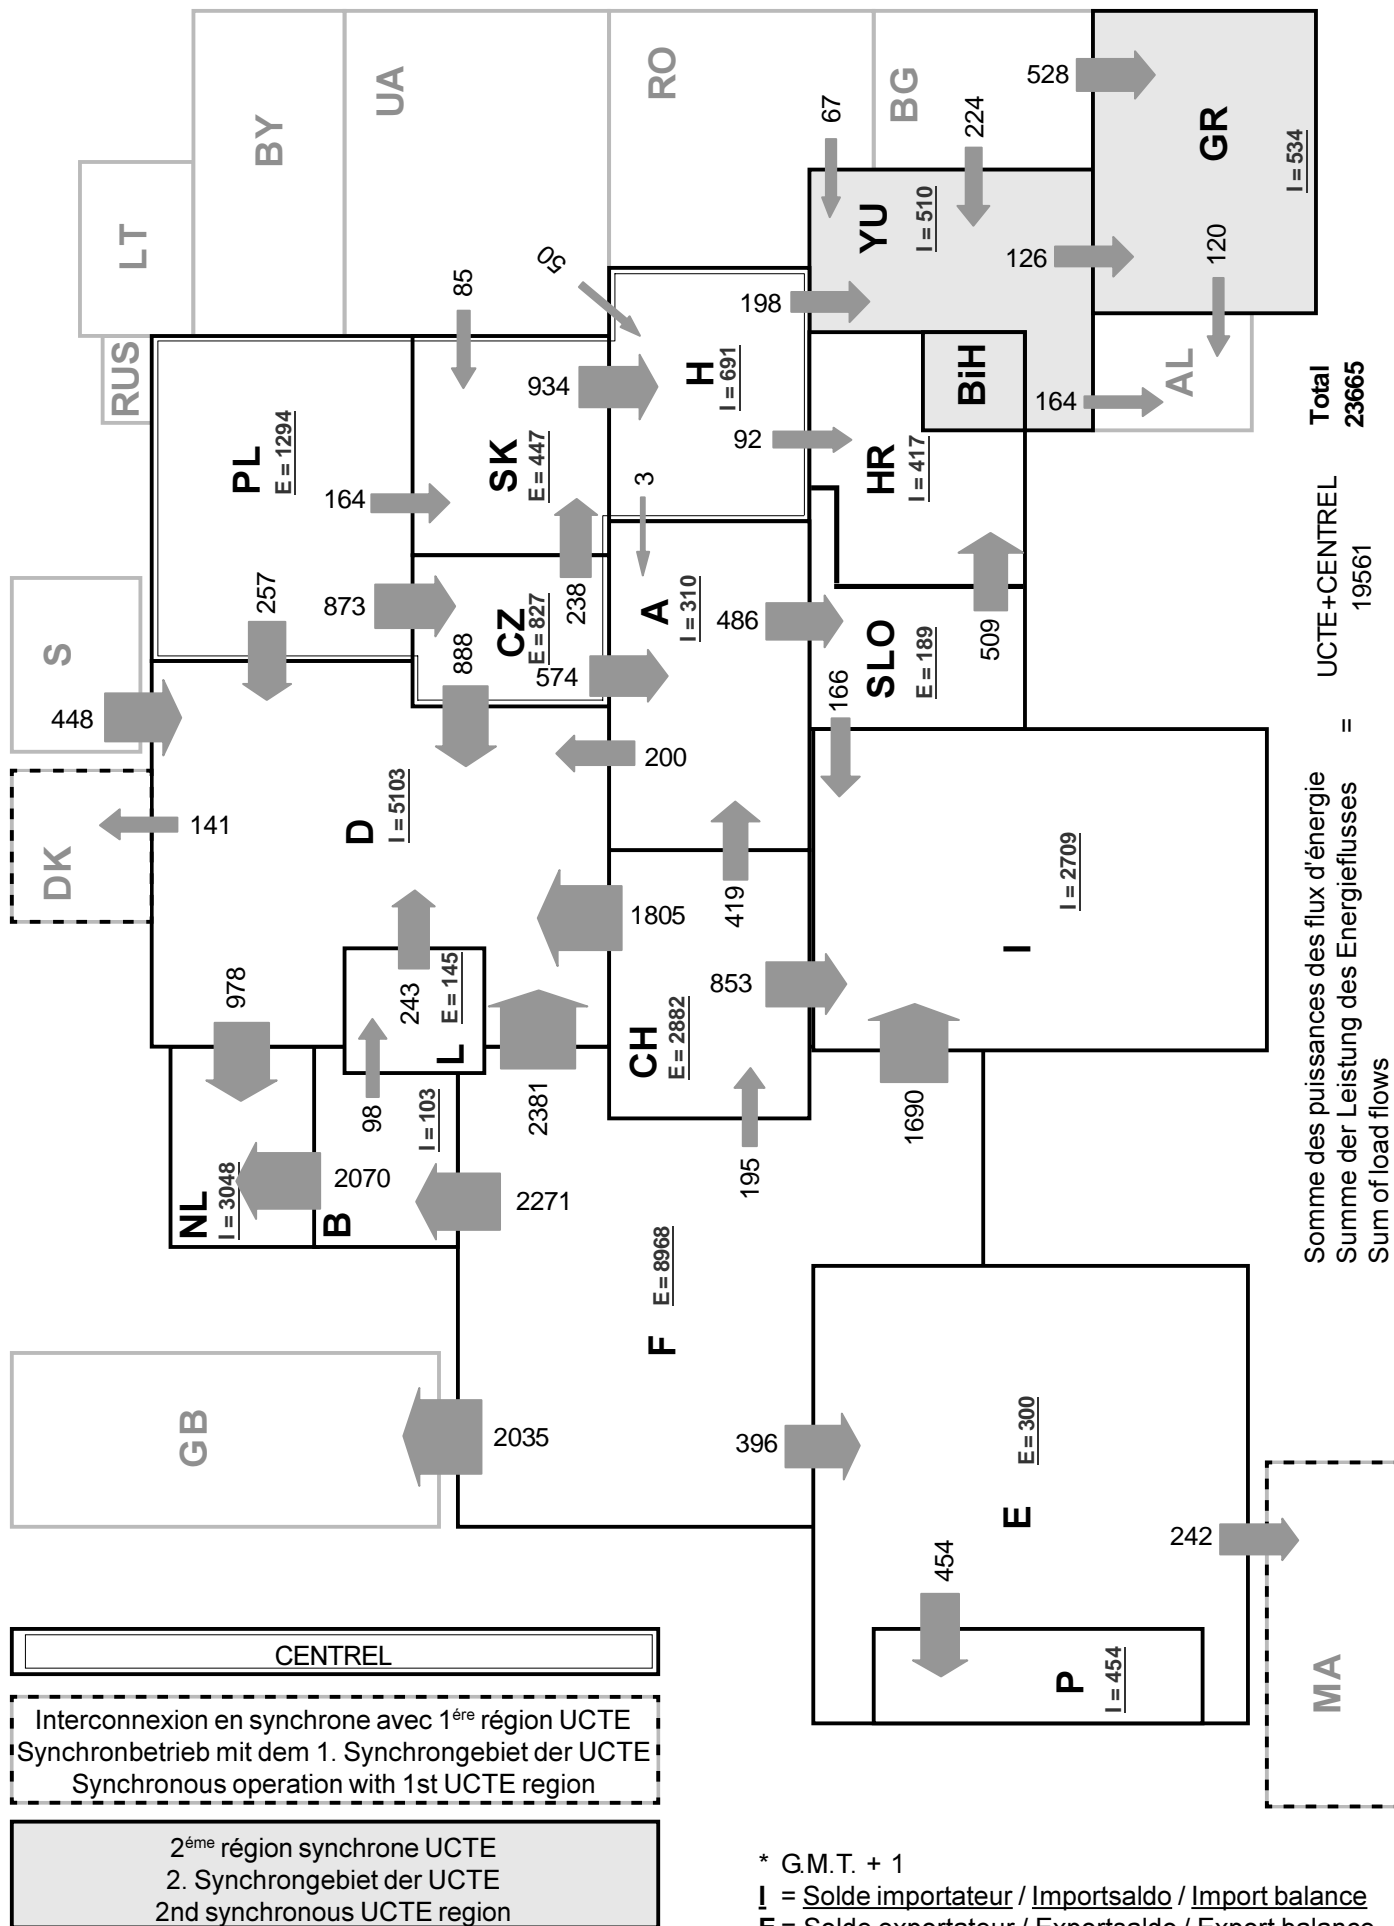 BY
UA
RO
BG
528
67
224
GR
I = 534
LT
YU
I = 510
50
85
126
120
198
RUS
PL
E = 1294
934
H
I = 691
BiH
164
AL
Total
23665
SK
E = 447
92
HR
I = 417
164
3
UCTE+CENTREL
19561
257
873
238
CZ
E = 827
A
I = 310
486
S
448
888
574
SLO
E = 189
509
166
200
=
DK
141
D
I = 5103
I = 2709
1805
419
I
978
243
E = 145
L
853
CH
E = 2882
98
I = 103
2381
1690
195
NL
I = 3048
2070
B
2271
Somme des puissances des flux d'énergie
Summe der Leistung des Energieflusses
Sum of load flows
F
E = 8968
GB
2035
396
E = 300
E
454
242
P
I = 454
MA
CENTREL
Interconnexion en synchrone avec 1ére région UCTE
Synchronbetrieb mit dem 1. Synchrongebiet der UCTE
Synchronous operation with 1st UCTE region
2éme région synchrone UCTE
2. Synchrongebiet der UCTE
2nd synchronous UCTE region
* G.M.T. + 1
I = Solde importateur / Importsaldo / Import balance
E = Solde exportateur / Exportsaldo / Export balance